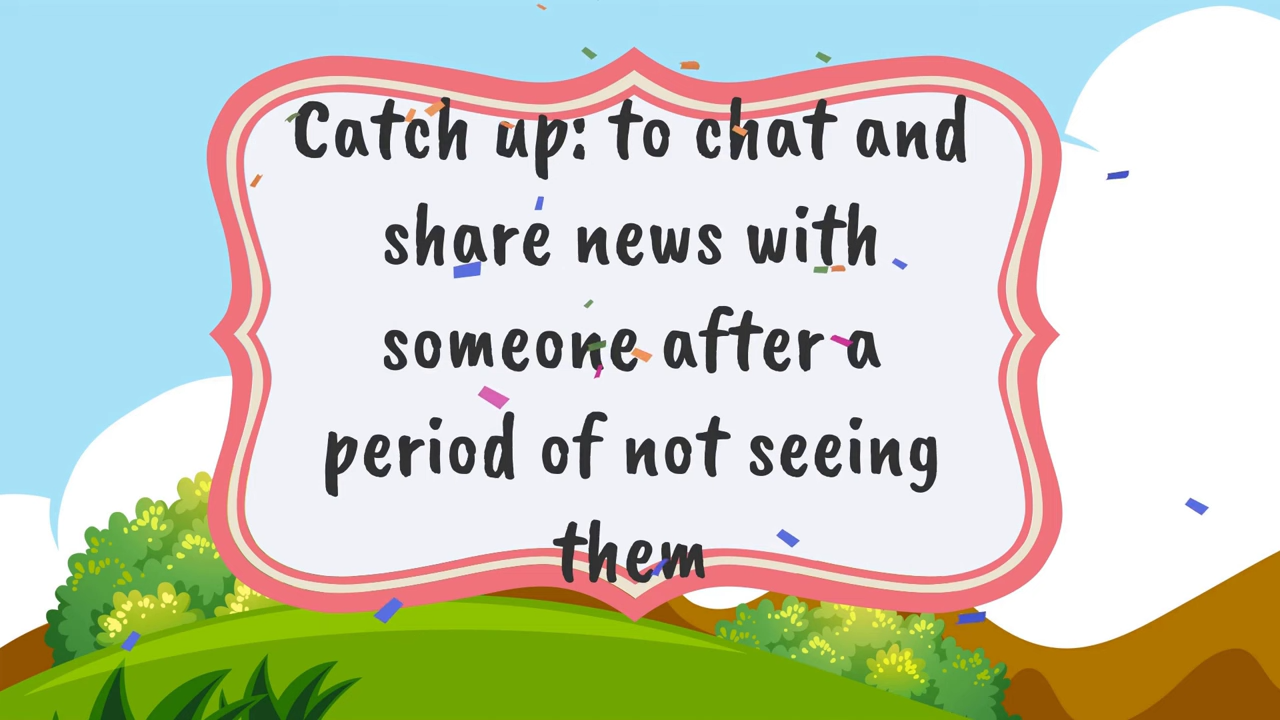 Catch up: to chat and
share news with
someone after a
period of not seeing
them